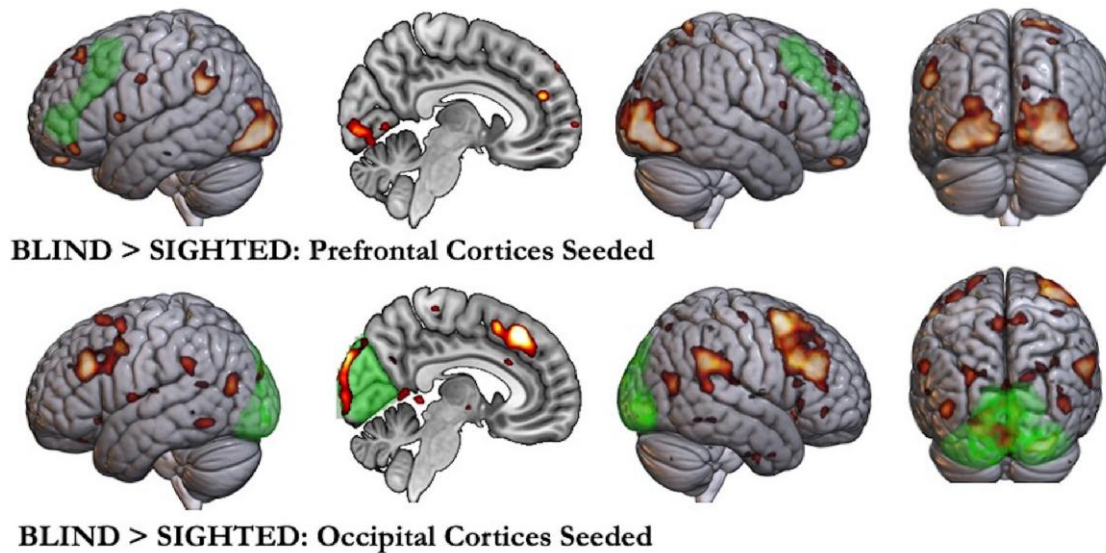 BLIND > SIGHTED: Prefrontal Cortices Seeded
BLIND > SIGHTED: Occipital Cortices Seeded